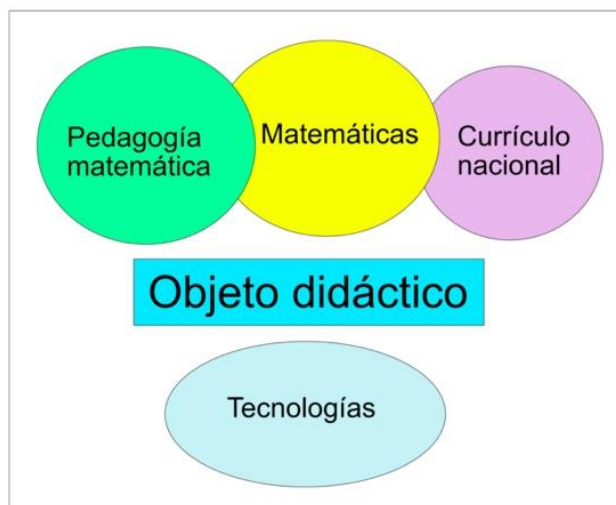 Pedagogía
matemática
Matemáticas
Currículo
nacional
Objeto didáctico
Tecnologías